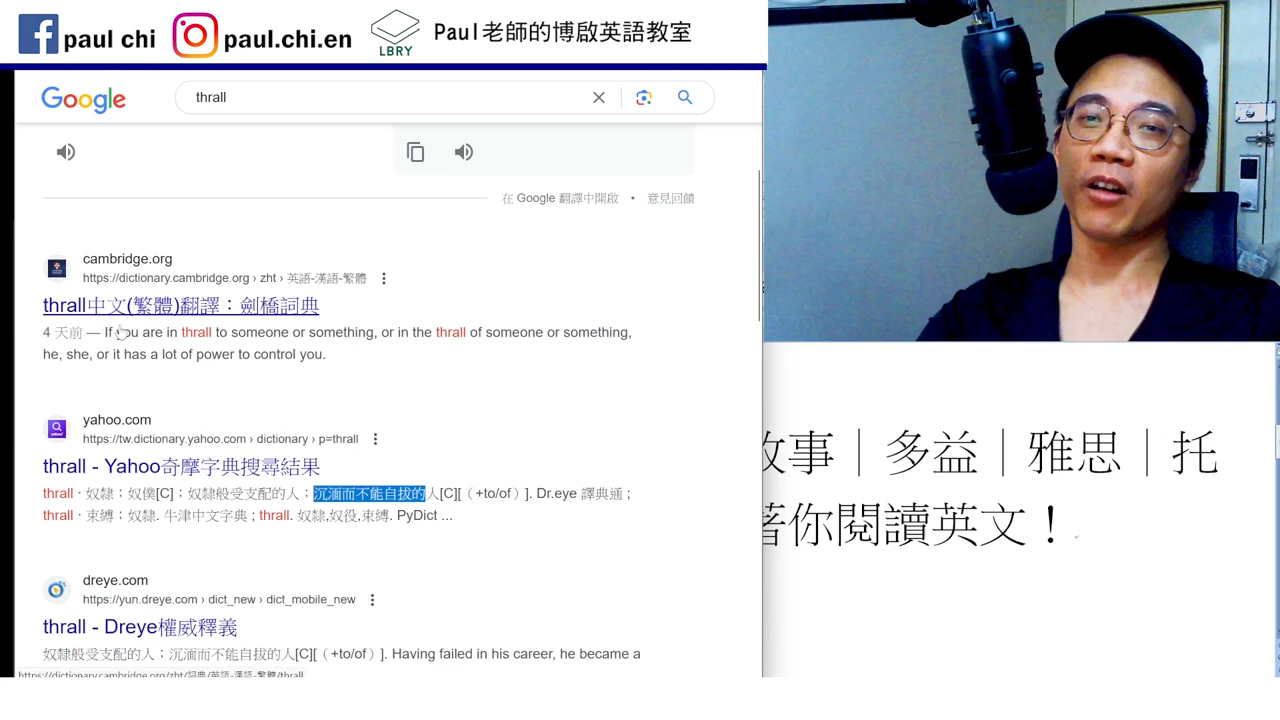 paul chi
paul.chi.en
LBRY
Paul老師的博啟英語教室
Google
thrall
在 Google 翻譯中開啟 • 意見回饋
cambridge.org
https://dictionary.cambridge.org › zht › 英語-漢語-繁體
thrall中文(繁體)翻譯：劍橋詞典
4 天前 — If you are in thrall to someone or something, or in the thrall of someone or something,
he, she, or it has a lot of power to control you.
yahoo.com
https://tw.dictionary.yahoo.com › dictionary › p=thrall
thrall - Yahoo奇摩字典搜尋結果
thrall · 奴隸；奴僕[C]；奴隸般受支配的人；沉湎而不能自拔的人[C][（+to/of）]. Dr.eye 譯典通 ;
thrall · 束縛；奴隸. 牛津中文字典 ; thrall. 奴隸,奴役,束縛. PyDict ...
dreye.com
https://yun.dreye.com › dict_new › dict_mobile_new
thrall - Dreye權威釋義
奴隸般受支配的人；沉湎而不能自拔的人[C][（+to/of）]. Having failed in his career, he became a
https://dictionary.cambridge.org/zht/詞典/英語-漢語-繁體/thrall
故事｜多益｜雅思｜托
著你閱讀英文！